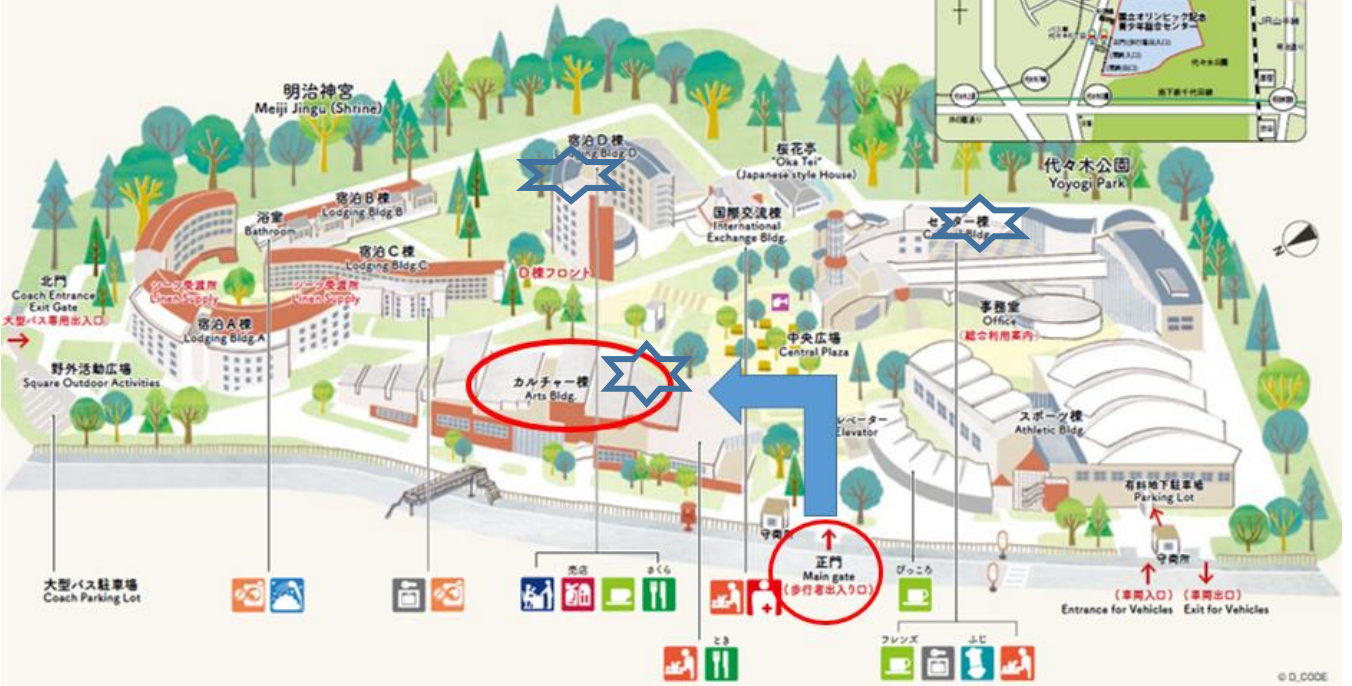 国立オリンピック記念
青少年総合センター
JR山手線
代々木公園
明治神宮
Meiji Jingu (Shrine)
宿泊D棟
桜花亭
"Oka Tei"
(Japanese style House)
代々木公園
Yoyogi Park
宿泊B棟
Lodging Bldg.B
浴室
Bathroom
国際交流棟
International
Exchange Bldg.
宿泊C棟
Lodging Bldg.C
D棟フロント
北門
Coach Entrance
Exit Gate
大型バス専用出入口
シーツ受渡所
Linen Supply
シーツ受渡所
Linen Supply
宿泊A棟
Lodging Bldg.A
事務室
Office
(総合利用案内)
中央広場
Central Plaza
野外活動広場
Square Outdoor Activities
カルチャー棟
Arts Bldg.
スポーツ棟
Athletic Bldg.
レベーター
Elevator
有料地下駐車場
Parking Lot
守衛所
守衛所
正門
Main gate
(歩行者出入り口)
大型バス駐車場
Coach Parking Lot
売店
さくら
ぴっころ
(車両入口)
Entrance for Vehicles
(車両出口)
Exit for Vehicles
とき
フレンズ
ふじ
N
© D_CODE